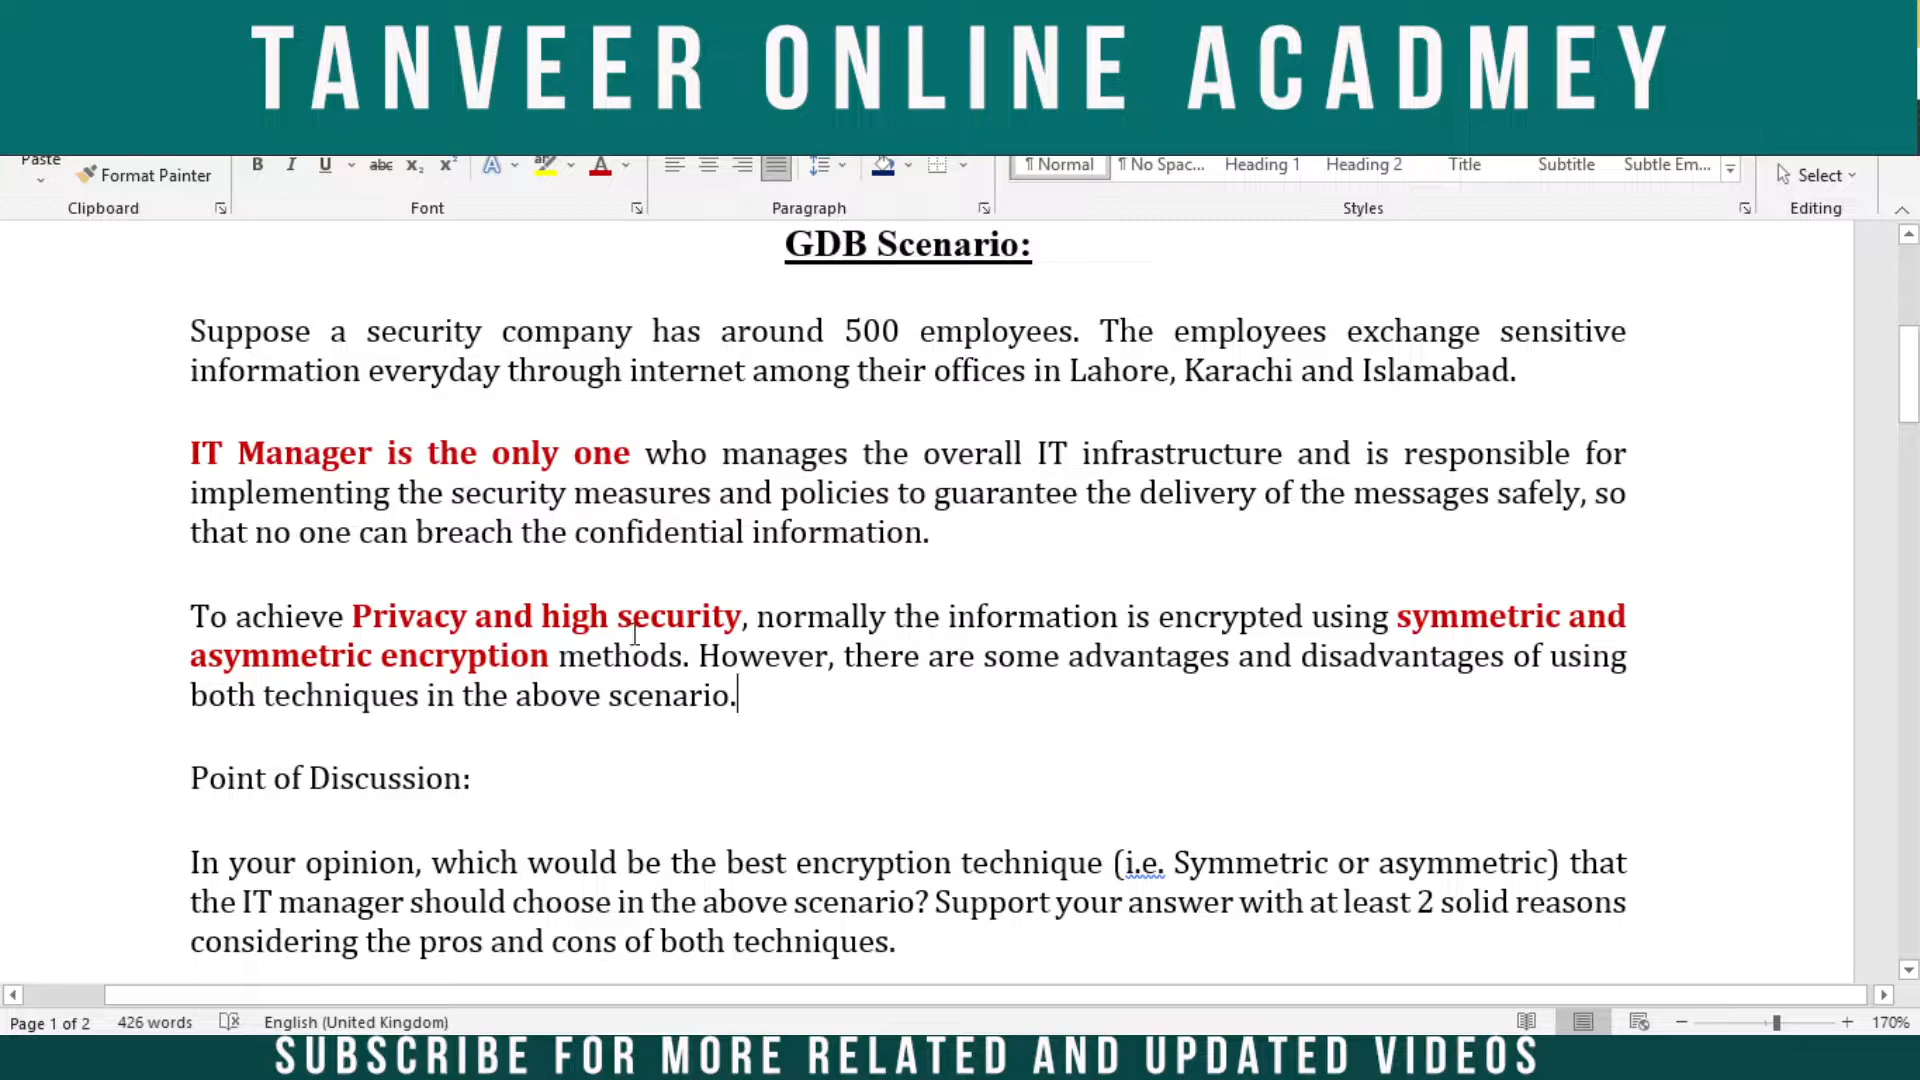 TANVEER ONLINE ACADMEY
Paste
Format Painter
B I U abc x₂ x² A A
¶ Normal ¶ No Spac... Heading 1 Heading 2 Title Subtitle Subtle Em...
Select
Clipboard Font Paragraph Styles Editing
GDB Scenario:
Suppose a security company has around 500 employees. The employees exchange sensitive
information everyday through internet among their offices in Lahore, Karachi and Islamabad.
IT Manager is the only one who manages the overall IT infrastructure and is responsible for
implementing the security measures and policies to guarantee the delivery of the messages safely, so
that no one can breach the confidential information.
To achieve Privacy and high security, normally the information is encrypted using symmetric and
asymmetric encryption methods. However, there are some advantages and disadvantages of using
both techniques in the above scenario.
Point of Discussion:
In your opinion, which would be the best encryption technique (i.e. Symmetric or asymmetric) that
the IT manager should choose in the above scenario? Support your answer with at least 2 solid reasons
considering the pros and cons of both techniques.
Page 1 of 2 426 words English (United Kingdom) 170%
SUBSCRIBE FOR MORE RELATED AND UPDATED VIDEOS